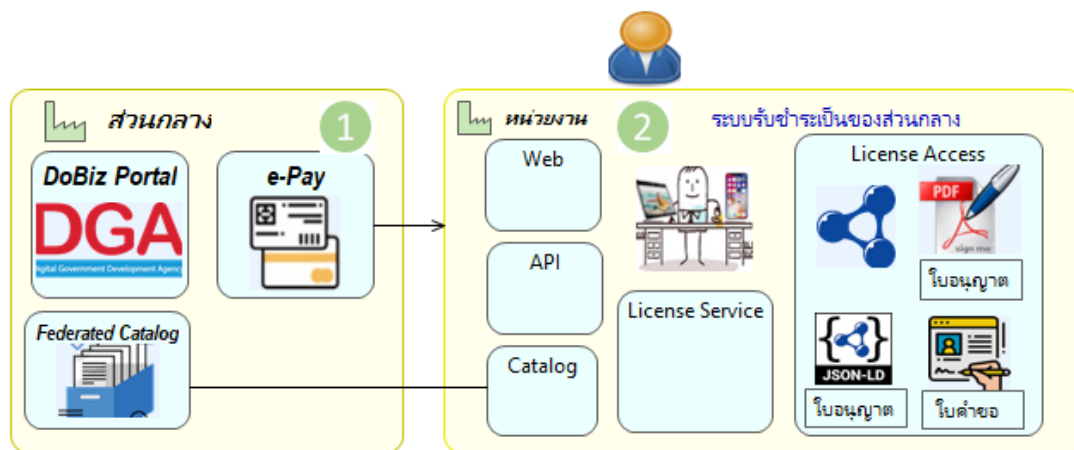 ส่วนกลาง
1
DoBiz Portal
DGA
Digital Government Development Agency
e-Pay
Federated Catalog
หน่วยงาน
2
ระบบรับชำระเป็นของส่วนกลาง
Web
API
Catalog
License Service
License Access
PDF
sign me
ใบอนุญาต
{ }
JSON-LD
ใบอนุญาต
ใบคำขอ